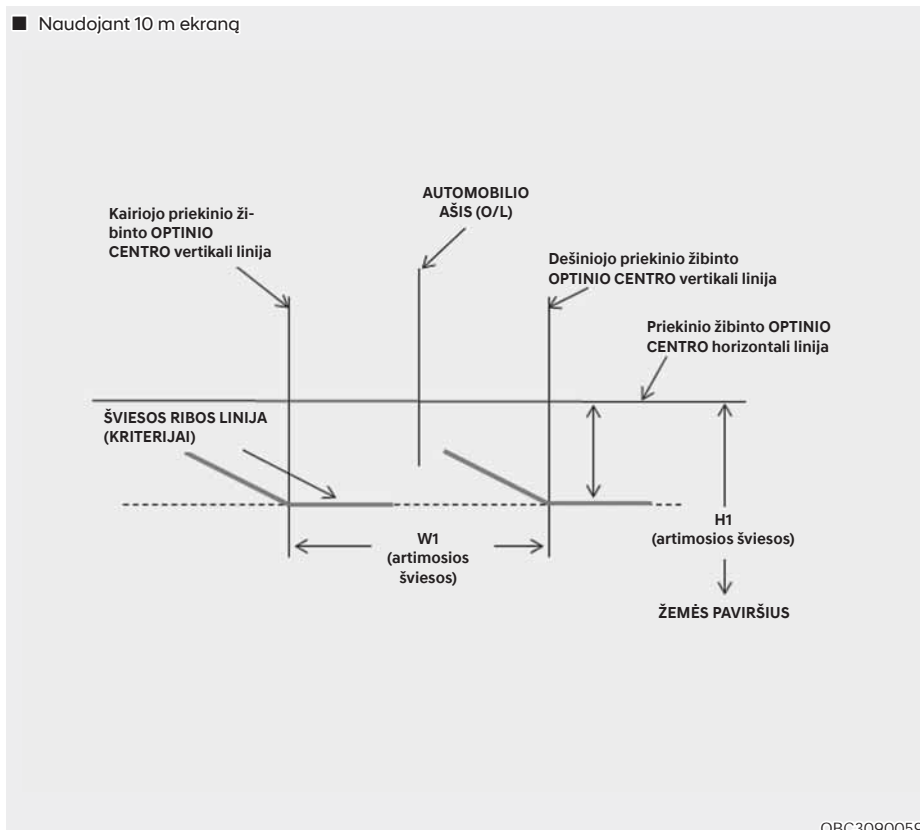 ■ Naudojant 10 m ekraną
AUTOMOBILIO
AŠIS (O/L)
Kairiojo priekinio ži-
binto OPTINIO
CENTRO vertikali linija
Dešiniojo priekinio žibinto
OPTINIO CENTRO vertikali linija
Priekinio žibinto OPTINIO
CENTRO horizontali linija
ŠVIESOS RIBOS LINIJA
(KRITERIJAI)
W1
(artimosios
šviesos)
H1
(artimosios šviesos)
ŽEMĖS PAVIRŠIUS
OBC3090059